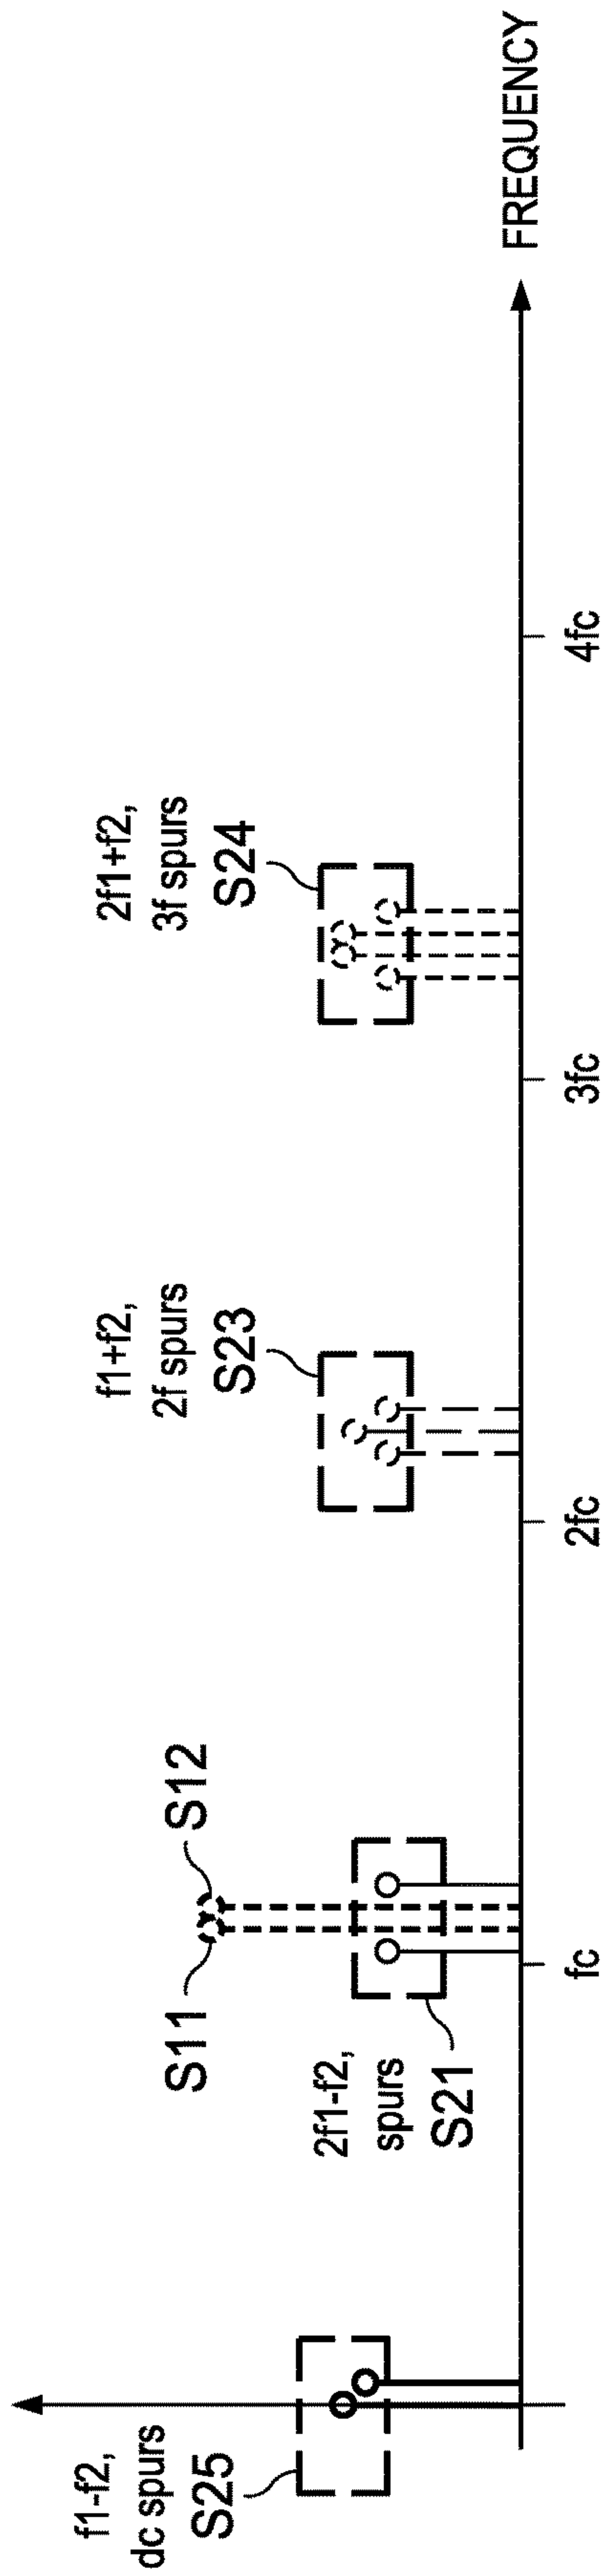 f1-f2,
dc spurs
S25
2f1-f2,
spurs
S21
S11
S12
f1+f2,
2f spurs
S23
2f1+f2,
3f spurs
S24
fc
2fc
3fc
4fc
FREQUENCY